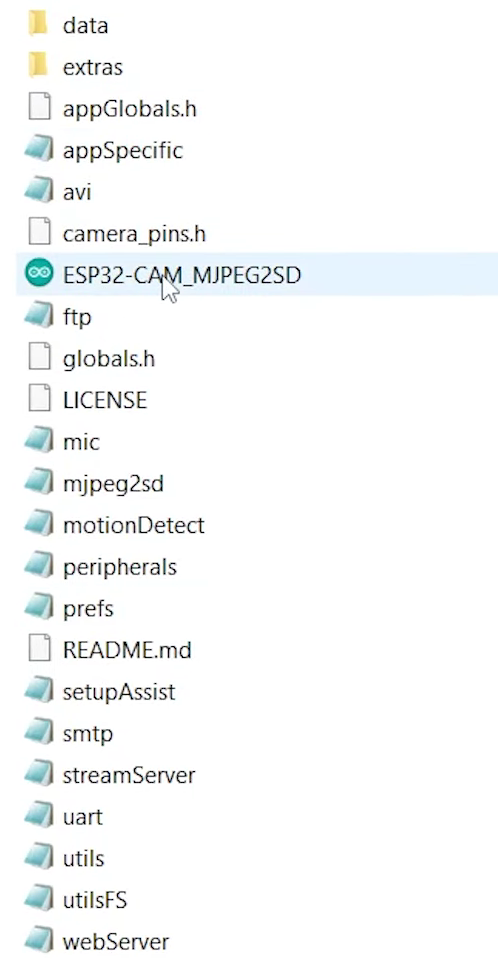 data
extras
appGlobals.h
appSpecific
avi
camera_pins.h
ESP32-CAM_MJPEG2SD
ftp
globals.h
LICENSE
mic
mjpeg2sd
motionDetect
peripherals
prefs
README.md
setupAssist
smtp
streamServer
uart
utils
utilsFS
webServer